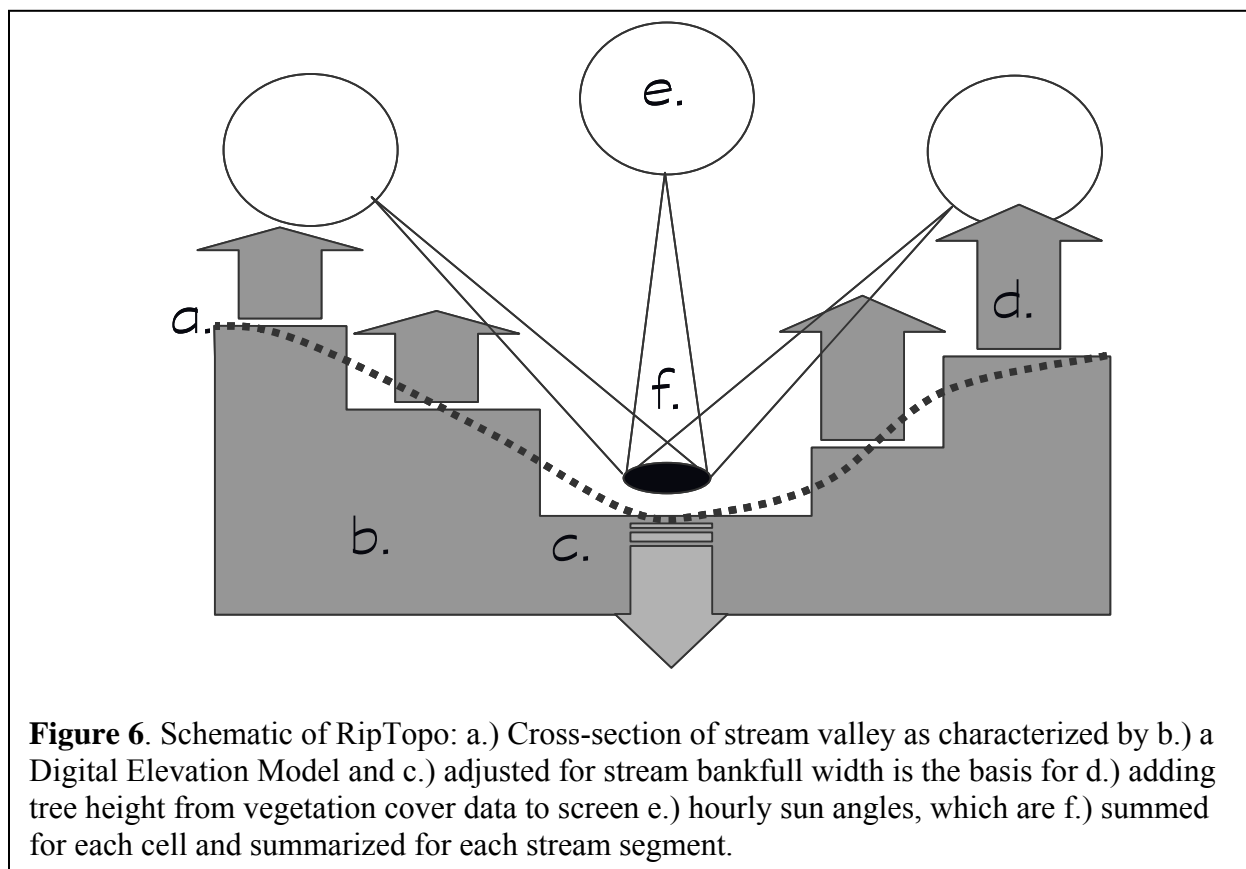 e.
d.
a.
f.
b.
c.
Figure 6. Schematic of RipTopo: a.) Cross-section of stream valley as characterized by b.) a
Digital Elevation Model and c.) adjusted for stream bankfull width is the basis for d.) adding
tree height from vegetation cover data to screen e.) hourly sun angles, which are f.) summed
for each cell and summarized for each stream segment.